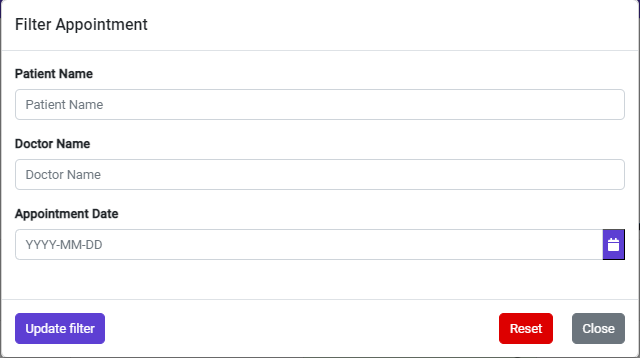 Filter Appointment
Patient Name
Patient Name
Doctor Name
Doctor Name
Appointment Date
YYYY-MM-DD
Update filter Reset Close